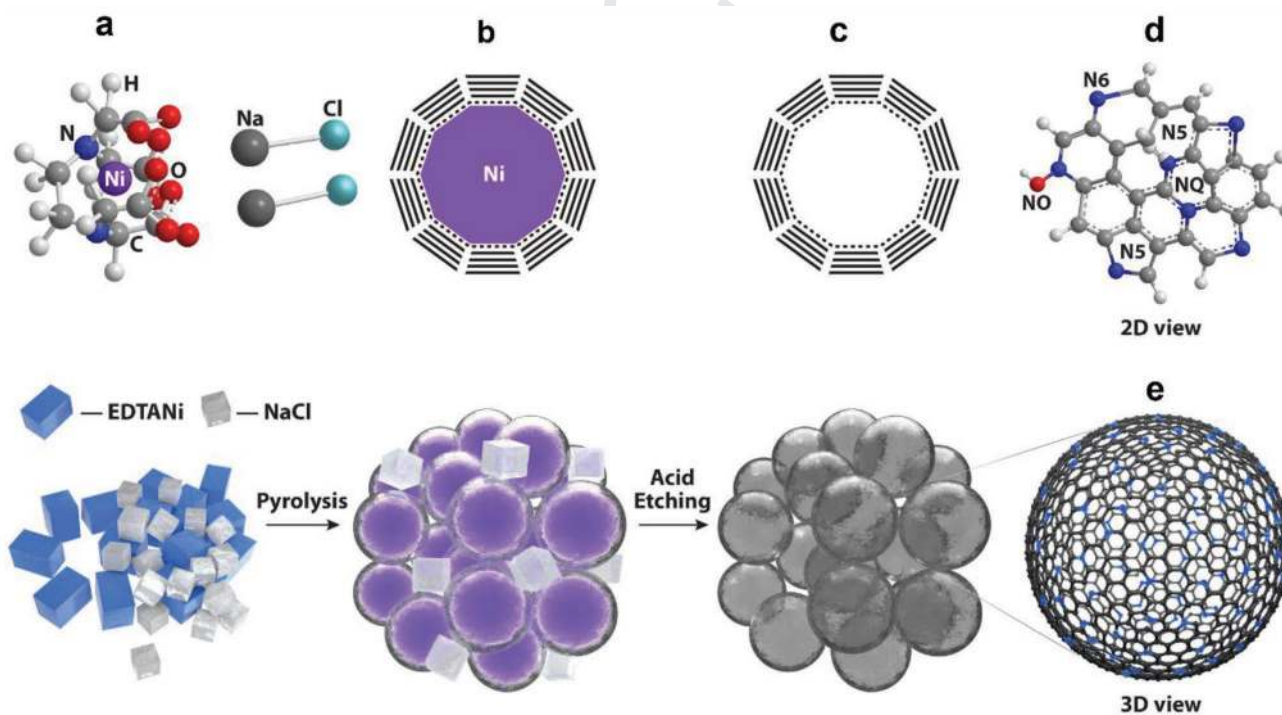 a
b
c
d
H
N
Ni
O
C
Na
Cl
Ni
N6
N5
NQ
NO
N5
2D view
EDTANi
NaCl
Pyrolysis
Acid
Etching
e
3D view